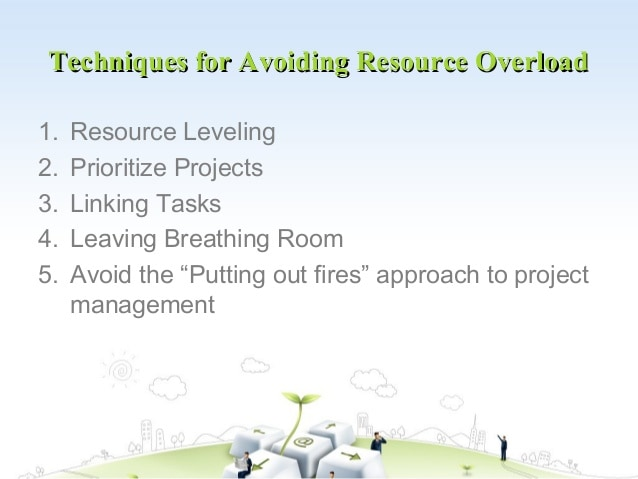 Techniques for Avoiding Resource Overload
1. Resource Leveling
2. Prioritize Projects
3. Linking Tasks
4. Leaving Breathing Room
5. Avoid the “Putting out fires” approach to project
management
@